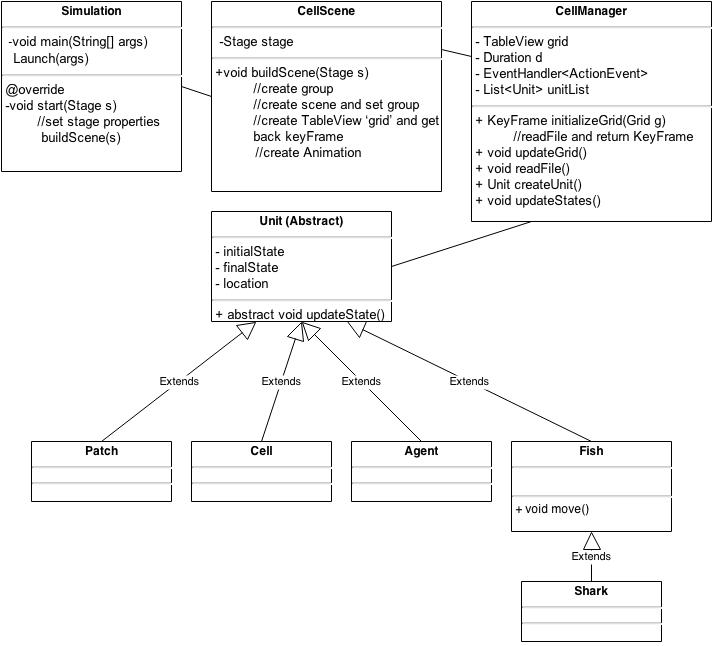 Simulation
-void main(String[] args)
Launch(args)
@override
-void start(Stage s)
//set stage properties
buildScene(s)
CellScene
-Stage stage
+void buildScene(Stage s)
//create group
//create scene and set group
//create TableView ‘grid’ and get
back keyFrame
//create Animation
CellManager
- TableView grid
- Duration d
- EventHandler<ActionEvent>
- List<Unit> unitList
+ KeyFrame initializeGrid(Grid g)
//readFile and return KeyFrame
+ void updateGrid()
+ void readFile()
+ Unit createUnit()
+ void updateStates()
Unit (Abstract)
- initialState
- finalState
- location
+ abstract void updateState()
Extends
Extends
Extends
Extends
Patch
Cell
Agent
Fish
+ void move()
Extends
Shark